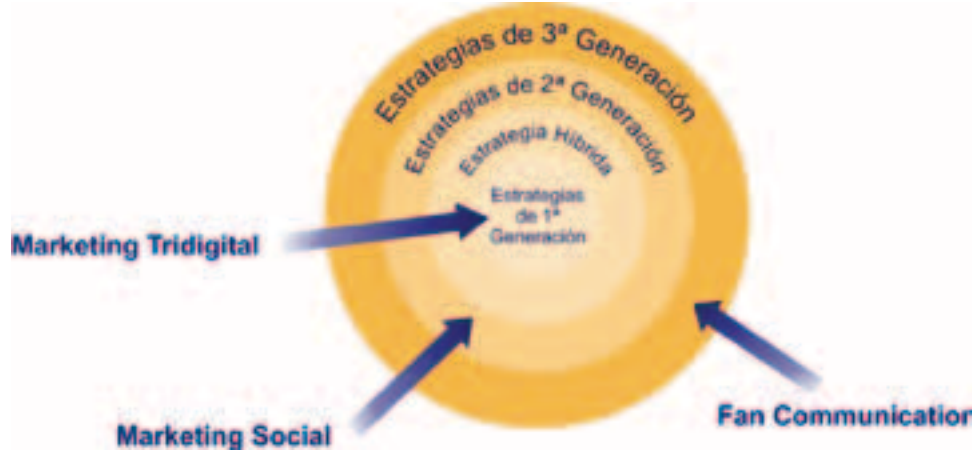 Estrategias de 3ª Generación
Estrategias de 2ª Generación
Estrategia Híbrida
Estrategias
de 1ª
Generación
Marketing Tridigital
Marketing Social
Fan Communication